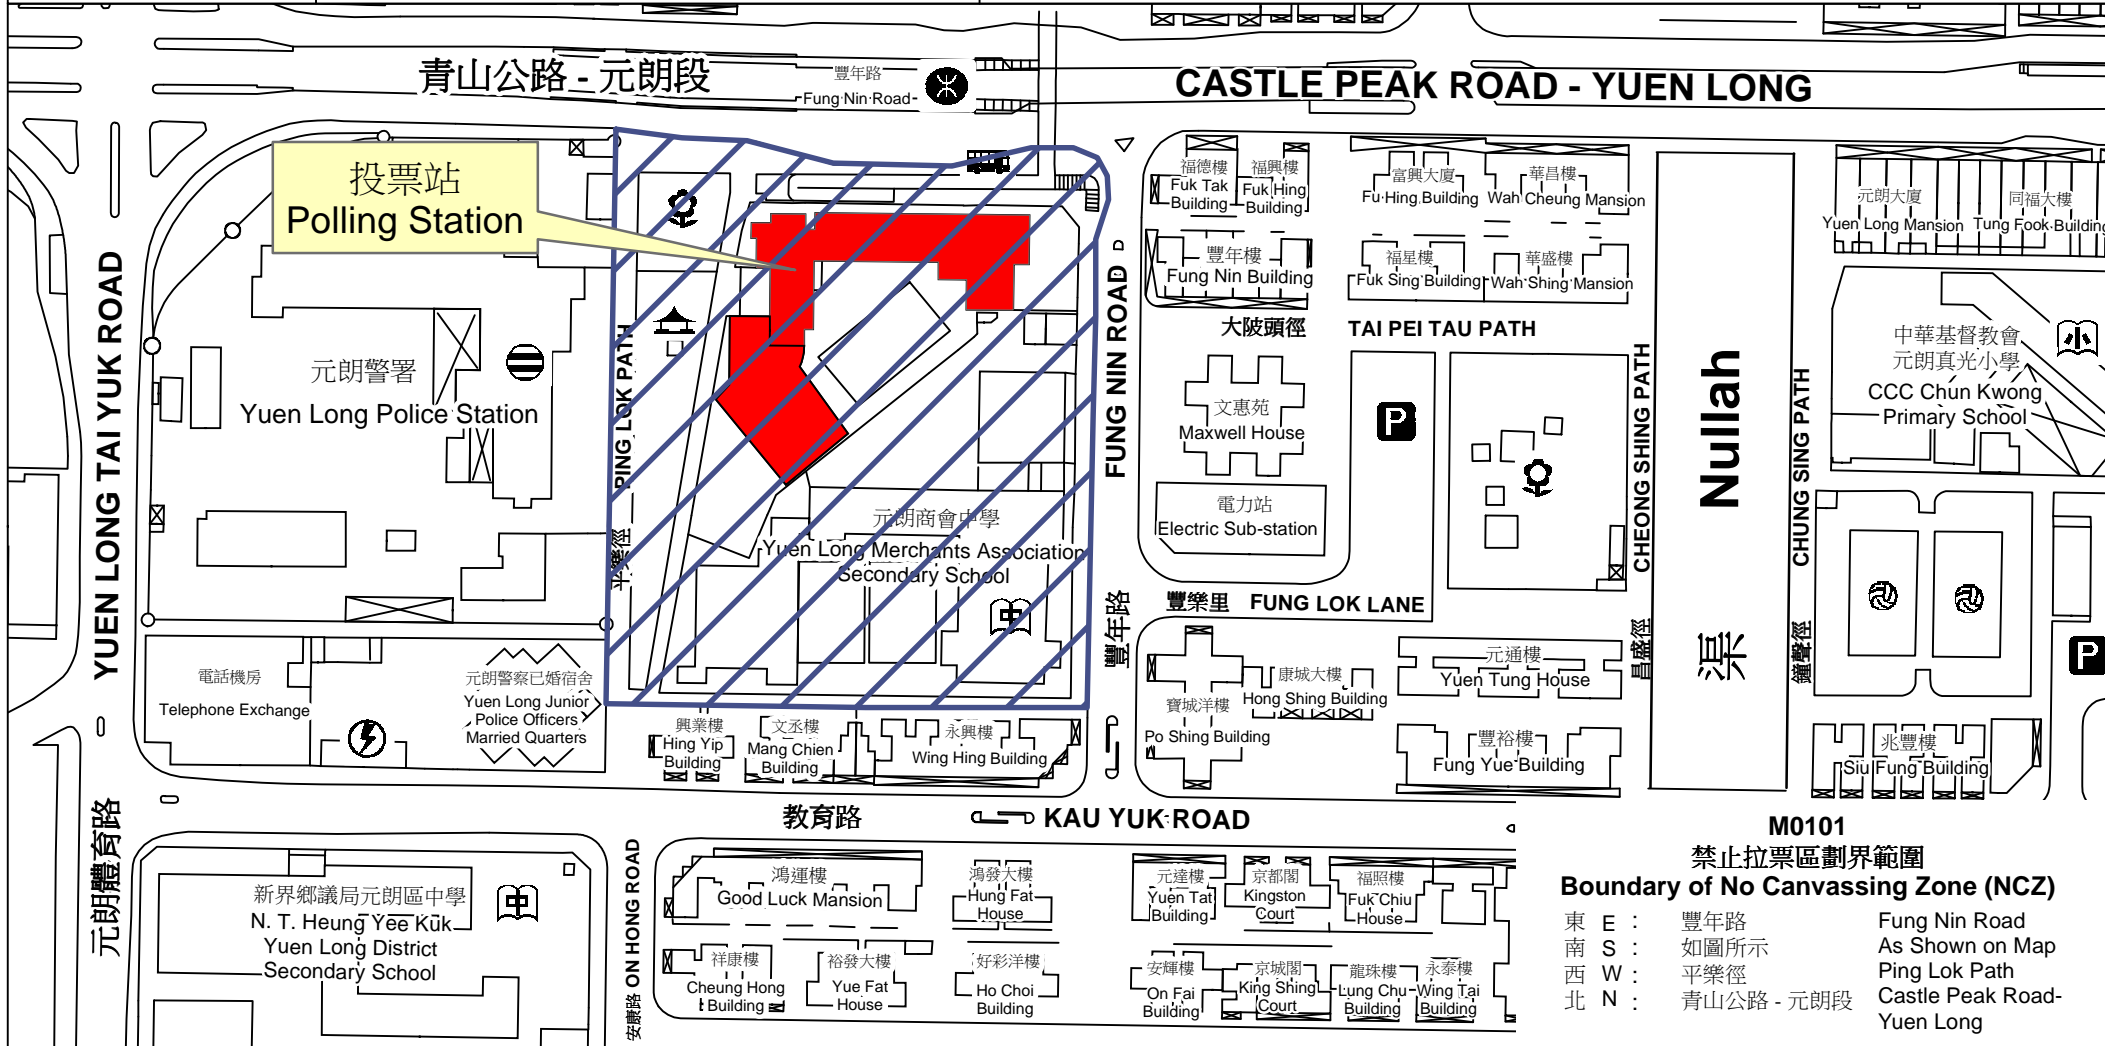 青山公路 - 元朗段
豐年路
Fung Nin Road
CASTLE PEAK ROAD - YUEN LONG
投票站
Polling Station
福德樓
Fuk Tak
Building
福興樓
Fuk Hing
Building
富興大廈
Fu Hing Building
華昌樓
Wah Cheung Mansion
元朗大廈
Yuen Long Mansion
同福大樓
Tung Fook Building
豐年樓
Fung Nin Building
福星樓
Fuk Sing Building
華盛樓
Wah Shing Mansion
大陂頭徑
TAI PEI TAU PATH
YUEN LONG TAI YUK ROAD
元朗體育路
元朗警署
Yuen Long Police Station
PING LOK PATH
平樂徑
FUNG NIN ROAD
豐年路
文惠苑
Maxwell House
P
電力站
Electric Sub-station
CHEONG SHING PATH
昌盛徑
Nullah
渠
CHUNG SING PATH
鐘聲徑
中華基督教會
元朗真光小學
CCC Chun Kwong
Primary School
小
元朗商會中學
Yuen Long Merchants Association
Secondary School
中
豐樂里
FUNG LOK LANE
電話機房
Telephone Exchange
元朗警察已婚宿舍
Yuen Long Junior
Police Officers
Married Quarters
興業樓
Hing Yip
Building
文丞樓
Mang Chien
Building
永興樓
Wing Hing Building
寶城洋樓
Po Shing Building
康城大樓
Hong Shing Building
元通樓
Yuen Tung House
豐裕樓
Fung Yue Building
兆豐樓
Siu Fung Building
P
教育路
KAU YUK ROAD
新界鄉議局元朗區中學
N. T. Heung Yee Kuk
Yuen Long District
Secondary School
中
ON HONG ROAD
安康路
鴻運樓
Good Luck Mansion
鴻發大樓
Hung Fat
House
元達樓
Yuen Tat
Building
京都閣
Kingston
Court
福照樓
Fuk Chiu
House
祥康樓
Cheung Hong
Building
裕發大樓
Yue Fat
House
好彩洋樓
Ho Choi
Building
安輝樓
On Fai
Building
京城閣
King Shing
Court
龍珠樓
Lung Chu
Building
永泰樓
Wing Tai
Building
M0101
禁止拉票區劃界範圍
Boundary of No Canvassing Zone (NCZ)
東 E : 豐年路 Fung Nin Road
南 S : 如圖所示 As Shown on Map
西 W : 平樂徑 Ping Lok Path
北 N : 青山公路 - 元朗段 Castle Peak Road-
Yuen Long